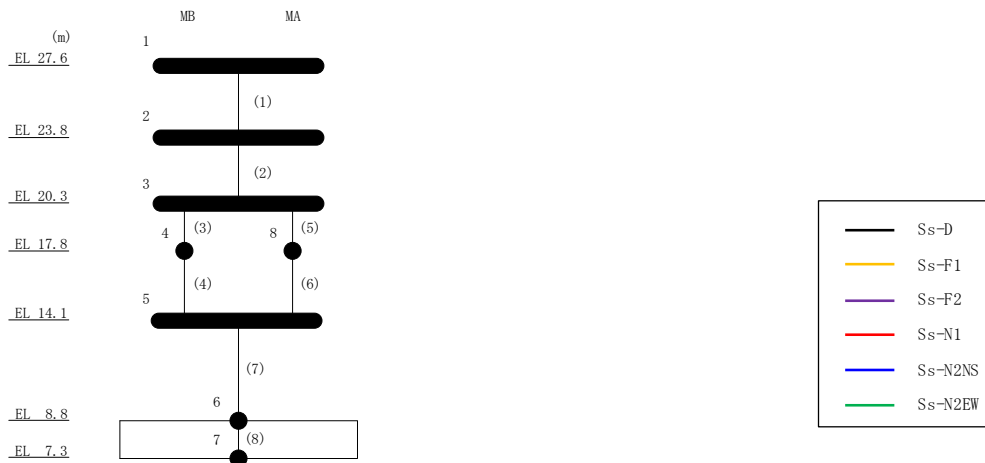 MB MA
(m)
1
EL 27.6
(1)
2
EL 23.8
(2)
3
EL 20.3
4 (3) 8 (5)
EL 17.8
(4) (6)
5
EL 14.1
(7)
6
EL 8.8
7 (8)
EL 7.3
Ss-D
Ss-F1
Ss-F2
Ss-N1
Ss-N2NS
Ss-N2EW